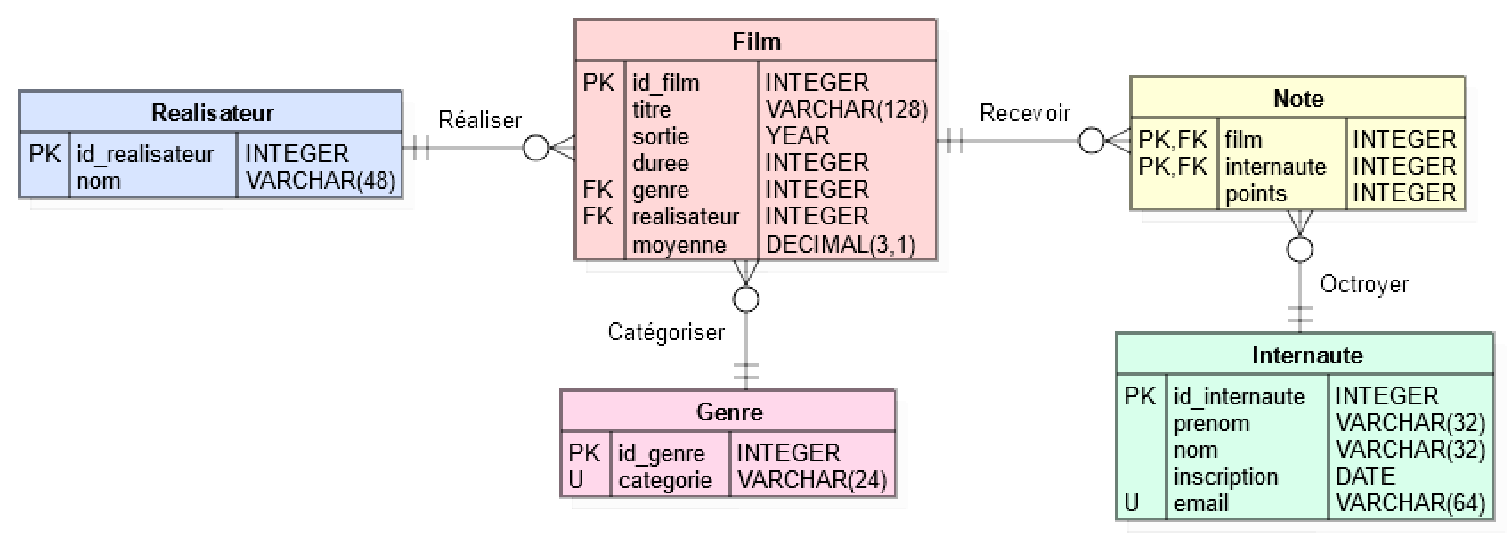 Realisateur
PK id_realisateur INTEGER
nom VARCHAR(48)
Réaliser
Film
PK id_film INTEGER
titre VARCHAR(128)
sortie YEAR
duree INTEGER
FK genre INTEGER
FK realisateur INTEGER
moyenne DECIMAL(3,1)
Recevoir
Note
PK,FK film INTEGER
PK,FK internaute INTEGER
points INTEGER
Catégoriser
Octroyer
Genre
PK id_genre INTEGER
U categorie VARCHAR(24)
Internaute
PK id_internaute INTEGER
prenom VARCHAR(32)
nom VARCHAR(32)
inscription DATE
U email VARCHAR(64)